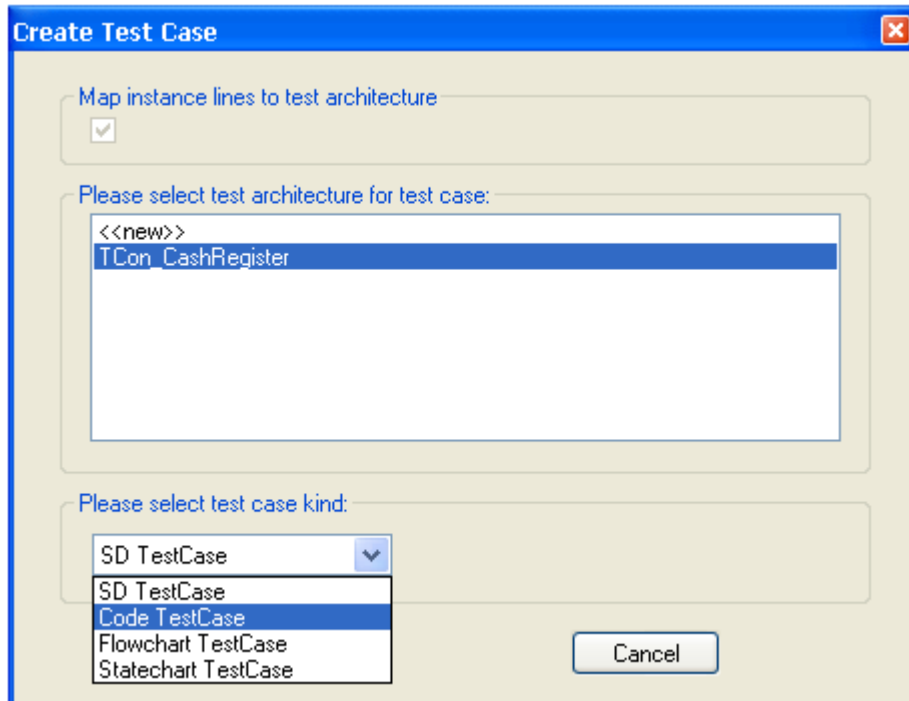 Create Test Case
Map instance lines to test architecture
Please select test architecture for test case:
<<new>>
TCon_CashRegister
Please select test case kind:
SD TestCase
SD TestCase
Code TestCase
Flowchart TestCase
Statechart TestCase
Cancel